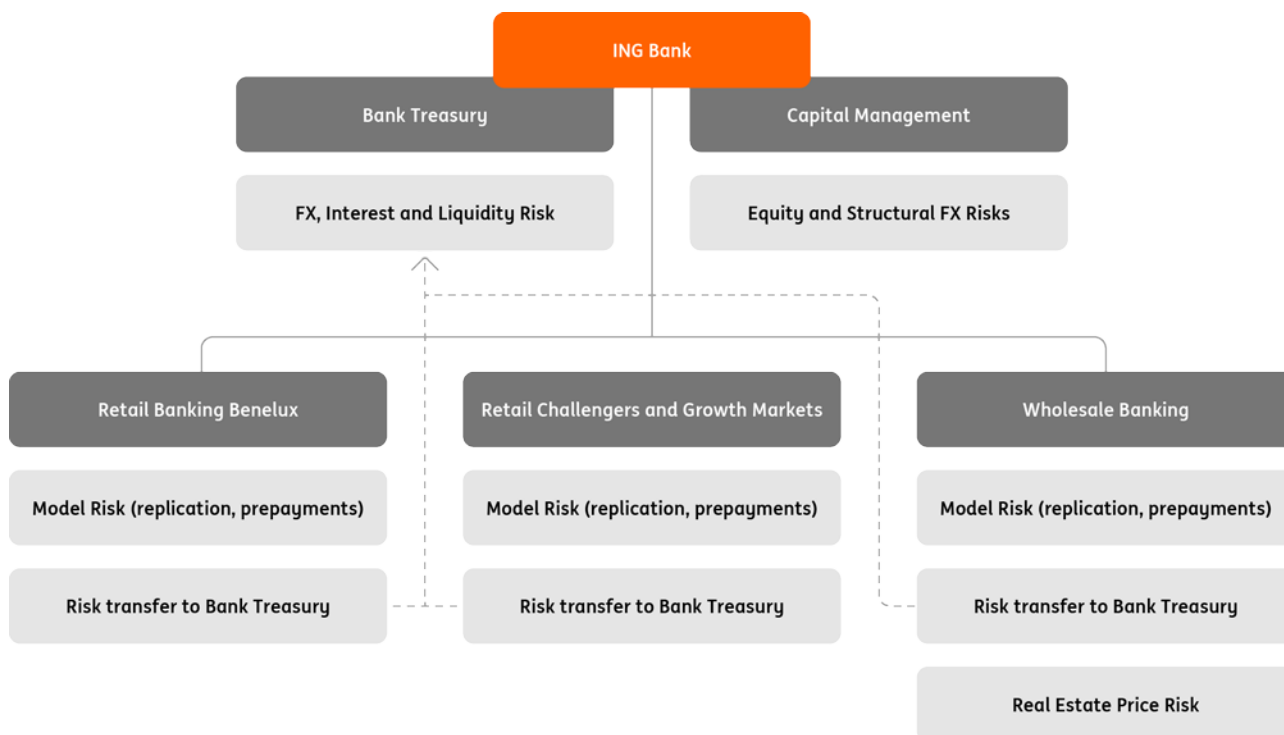 ING Bank
Bank Treasury
Capital Management
FX, Interest and Liquidity Risk
Equity and Structural FX Risks
Retail Banking Benelux
Retail Challengers and Growth Markets
Wholesale Banking
Model Risk (replication, prepayments)
Model Risk (replication, prepayments)
Model Risk (replication, prepayments)
Risk transfer to Bank Treasury
Risk transfer to Bank Treasury
Risk transfer to Bank Treasury
Real Estate Price Risk